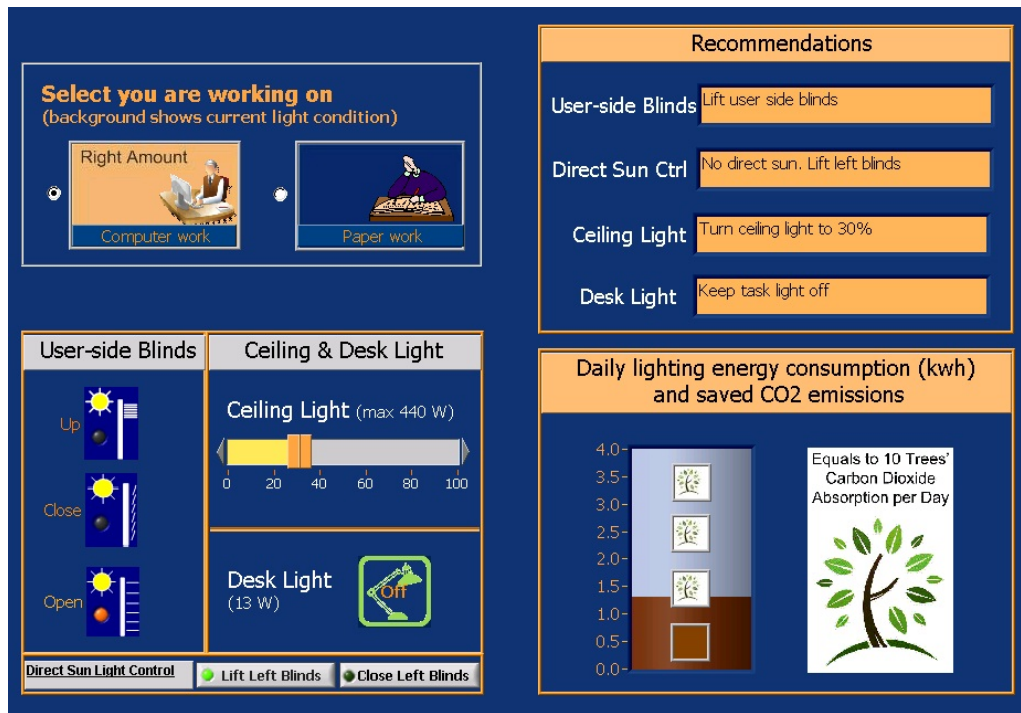 Select you are working on
(background shows current light condition)
Right Amount
Computer work
Paper work
User-side Blinds
Up
Close
Open
Ceiling & Desk Light
Ceiling Light (max 440 W)
0 20 40 60 80 100
Desk Light
(13 W)
Off
Direct Sun Light Control
Lift Left Blinds
Close Left Blinds
Recommendations
User-side Blinds Lift user side blinds
Direct Sun Ctrl No direct sun. Lift left blinds
Ceiling Light Turn ceiling light to 30%
Desk Light Keep task light off
Daily lighting energy consumption (kwh)
and saved CO2 emissions
4.0
3.5
3.0
2.5
2.0
1.5
1.0
0.5
0.0
Equals to 10 Trees'
Carbon Dioxide
Absorption per Day